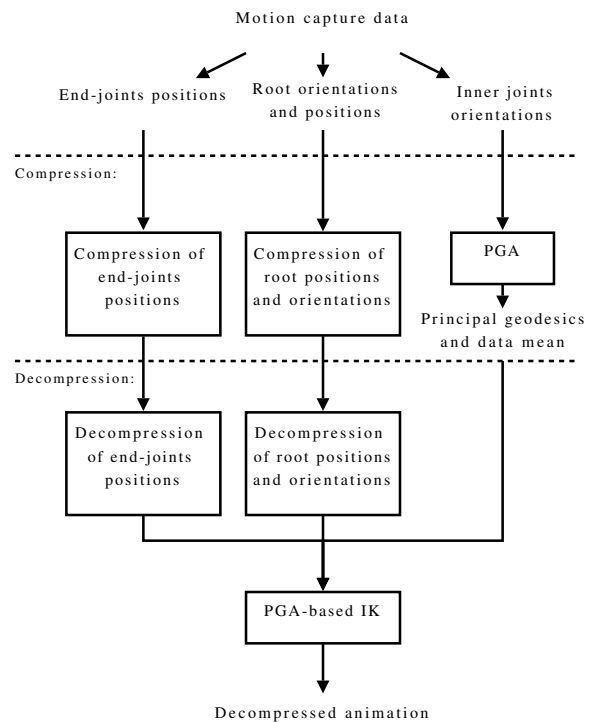 Motion capture data
End-joints positions
Root orientations
and positions
Inner joints
orientations
Compression:
Compression of
end-joints
positions
Compression of
root positions
and orientations
PGA
Principal geodesics
and data mean
Decompression:
Decompression
of end-joints
positions
Decompression
of root positions
and orientations
PGA-based IK
Decompressed animation